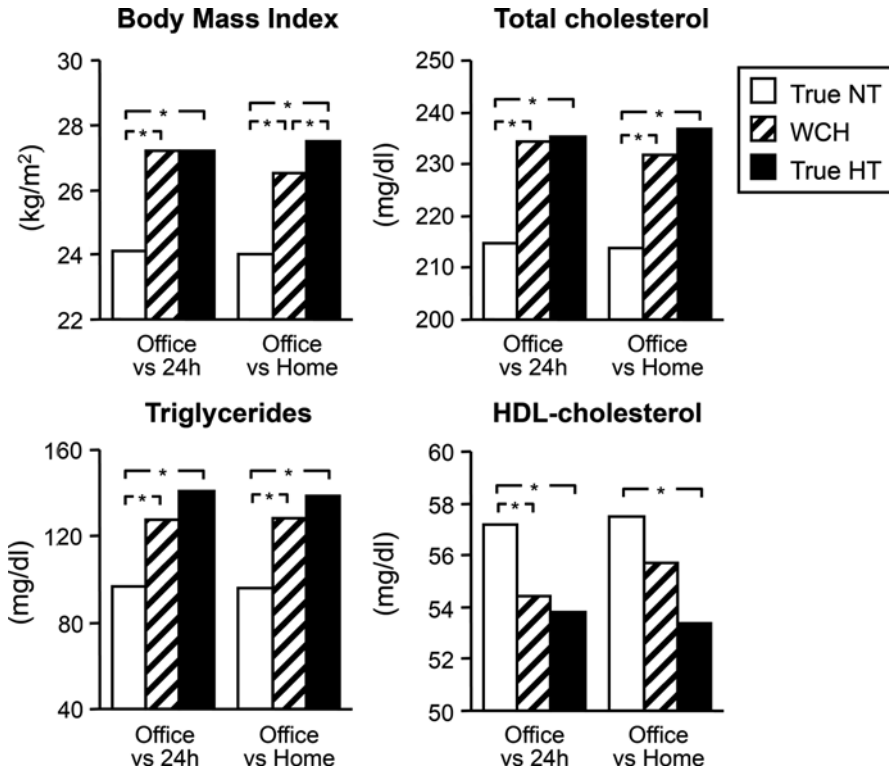 Body Mass Index
30
28
26
24
22
(kg/m²)
*
*
*
*
*
Office
vs 24h
Office
vs Home
Total cholesterol
250
240
230
220
215
210
200
(mg/dl)
*
*
*
*
Office
vs 24h
Office
vs Home
True NT
WCH
True HT
Triglycerides
160
120
80
40
(mg/dl)
*
*
*
*
Office
vs 24h
Office
vs Home
HDL-cholesterol
60
58
56
54
52
50
(mg/dl)
*
*
*
Office
vs 24h
Office
vs Home